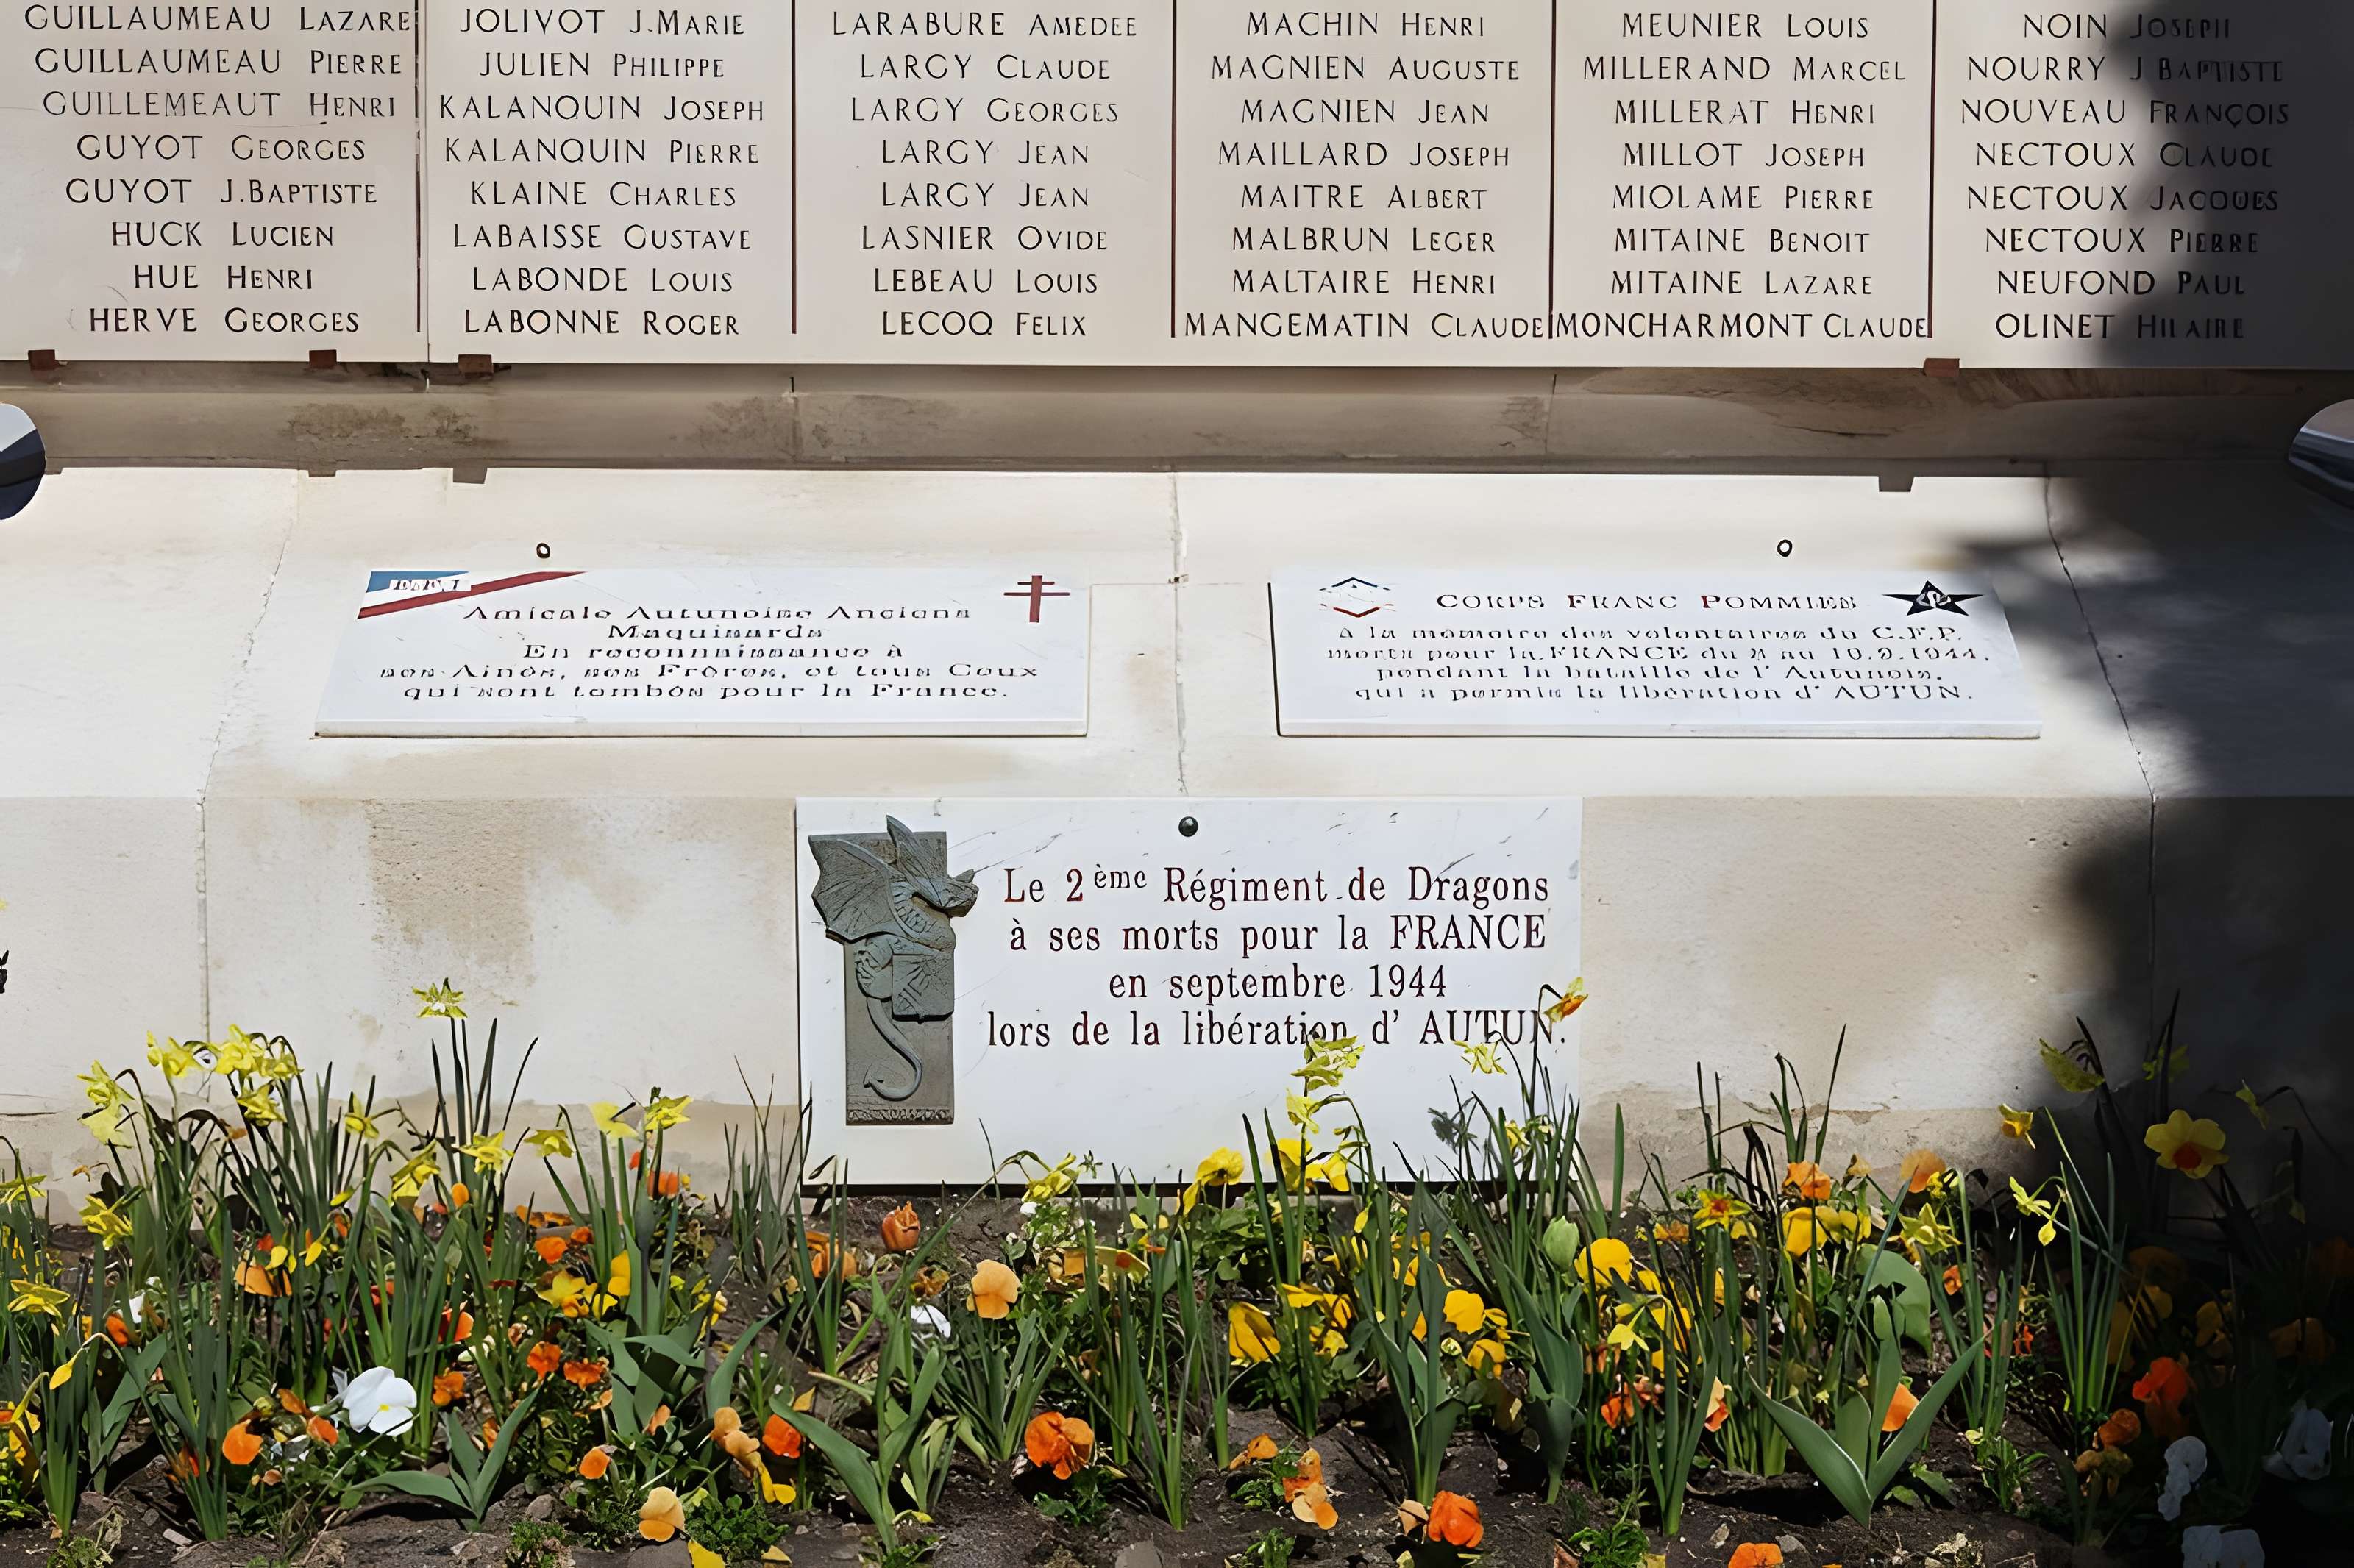 GUILLAUMEAU LAZARE
GUILLAUMEAU PIERRE
GUILLEMEAUT HENRI
GUYOT GEORGES
GUYOT J.BAPTISTE
HUCK LUCIEN
HUE HENRI
HERVE GEORGES
JOLIVOT J.MARIE
JULIEN PHILIPPE
KALANQUIN JOSEPH
KALANQUIN PIERRE
KLAINE CHARLES
LABAISSE GUSTAVE
LABONDE LOUIS
LABONNE ROGER
LARABURE AMEDEE
LARGY CLAUDE
LARGY GEORGES
LARGY JEAN
LARGY JEAN
LASNIER OVIDE
LEBEAU LOUIS
LECOQ FELIX
MACHIN HENRI
MAGNIEN AUGUSTE
MAGNIEN JEAN
MAILLARD JOSEPH
MAITRE ALBERT
MALBRUN LEGER
MALTAIRE HENRI
MANGEMATIN CLAUDE
MEUNIER LOUIS
MILLERAND MARCEL
MILLERAT HENRI
MILLOT JOSEPH
MIOLAME PIERRE
MITAINE BENOIT
MITAINE LAZARE
MONCHARMONT CLAUDE
NOIN JOSEPH
NOURRY J BAPTISTE
NOUVEAU FRANÇOIS
NECTOUX CLAUDE
NECTOUX JACQUES
NECTOUX PIERRE
NEUFOND PAUL
OLINET HILAIRE
Amicale Autunoise Anciens
Maquisards
En reconnaissance à
nos Ainés, nos Frères, et tous Ceux
qui sont tombés pour la France.
CORPS FRANC POMMIES
A la mémoire des volontaires du C.F.P.
morts pour la FRANCE du au 10.9.1944,
pendant la bataille de l' Autunois,
qui a permis la libération d' AUTUN.
Le 2ème Régiment de Dragons
à ses morts pour la FRANCE
en septembre 1944
lors de la libération d' AUTUN.